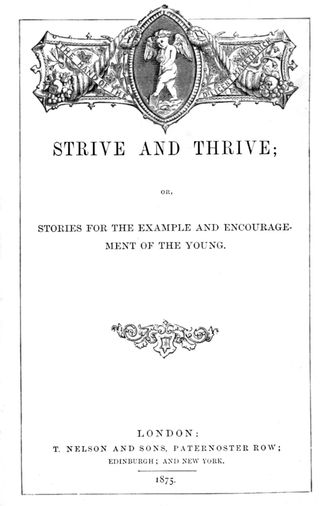 STRIVE AND THRIVE;
OR,
STORIES FOR THE EXAMPLE AND ENCOURAGE-
MENT OF THE YOUNG.
LONDON:
T. NELSON AND SONS, PATERNOSTER ROW;
EDINBURGH; AND NEW YORK.
1875.